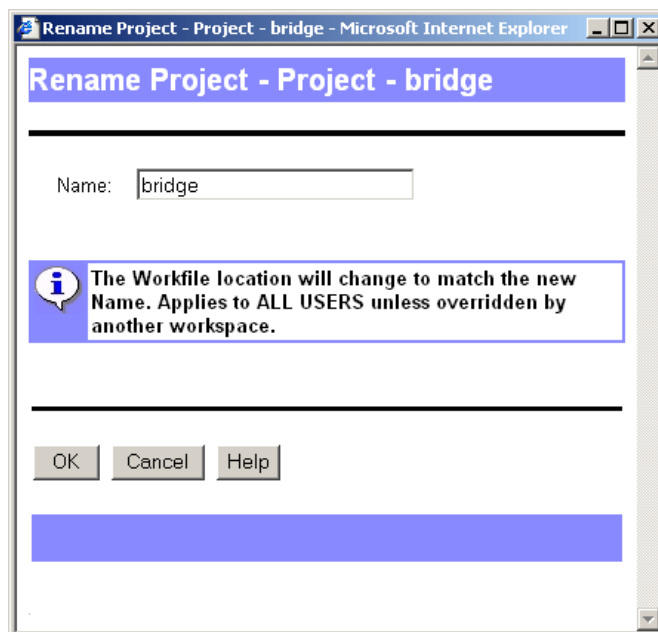 Rename Project - Project - bridge - Microsoft Internet Explorer
Rename Project - Project - bridge
Name: bridge
The Workfile location will change to match the new
Name. Applies to ALL USERS unless overridden by
another workspace.
OK Cancel Help